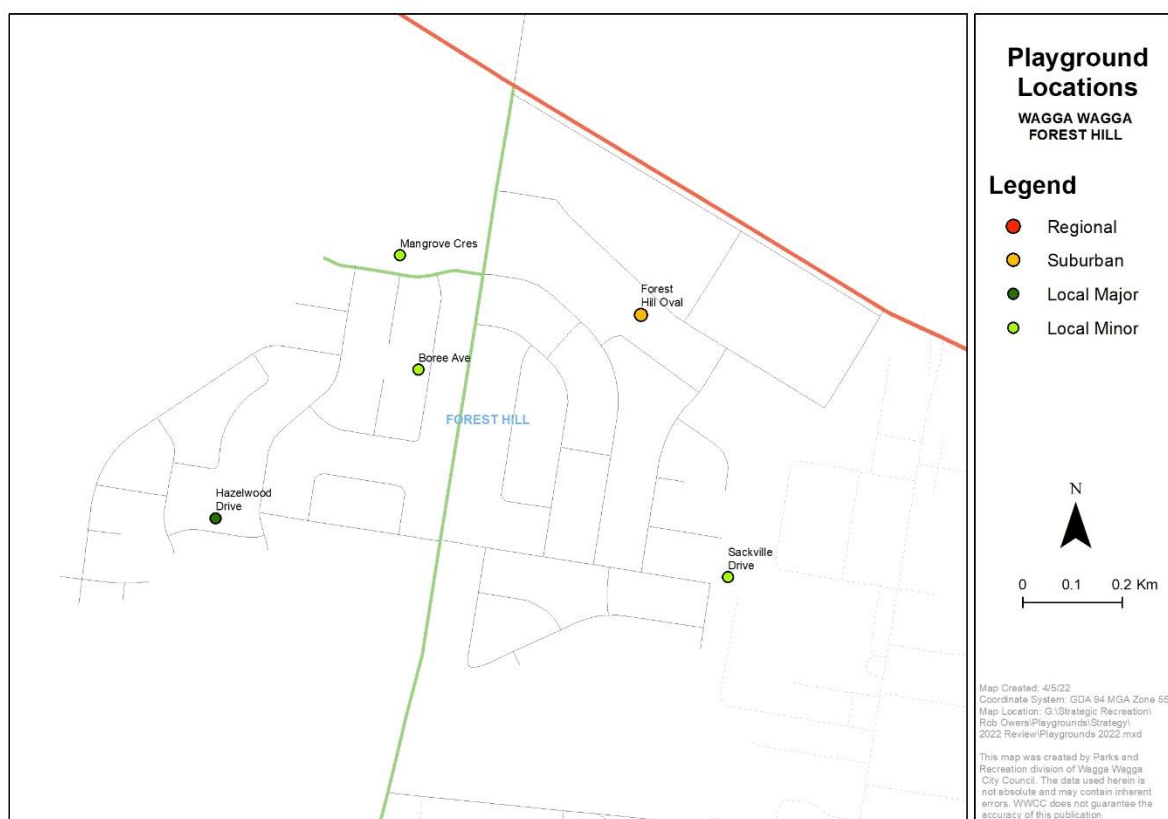 Mangrove Cres
Forest
Hill Oval
Boree Ave
FOREST HILL
Hazelwood
Drive
Sackville
Drive
Playground
Locations
WAGGA WAGGA
FOREST HILL
Legend
Regional
Suburban
Local Major
Local Minor
N
0 0.1 0.2 Km
Map Created: 4/5/22
Coordinate System: GDA 94 MGA Zone 55
Map Location: G:\Strategic Recreation\
Rob Owers\Playgrounds\Strategy\
2022 Review\Playgrounds 2022.mxd
This map was created by Parks and
Recreation division of Wagga Wagga
City Council. The data used herein is
not absolute and may contain inherent
errors. WWCC does not guarantee the
accuracy of this publication.